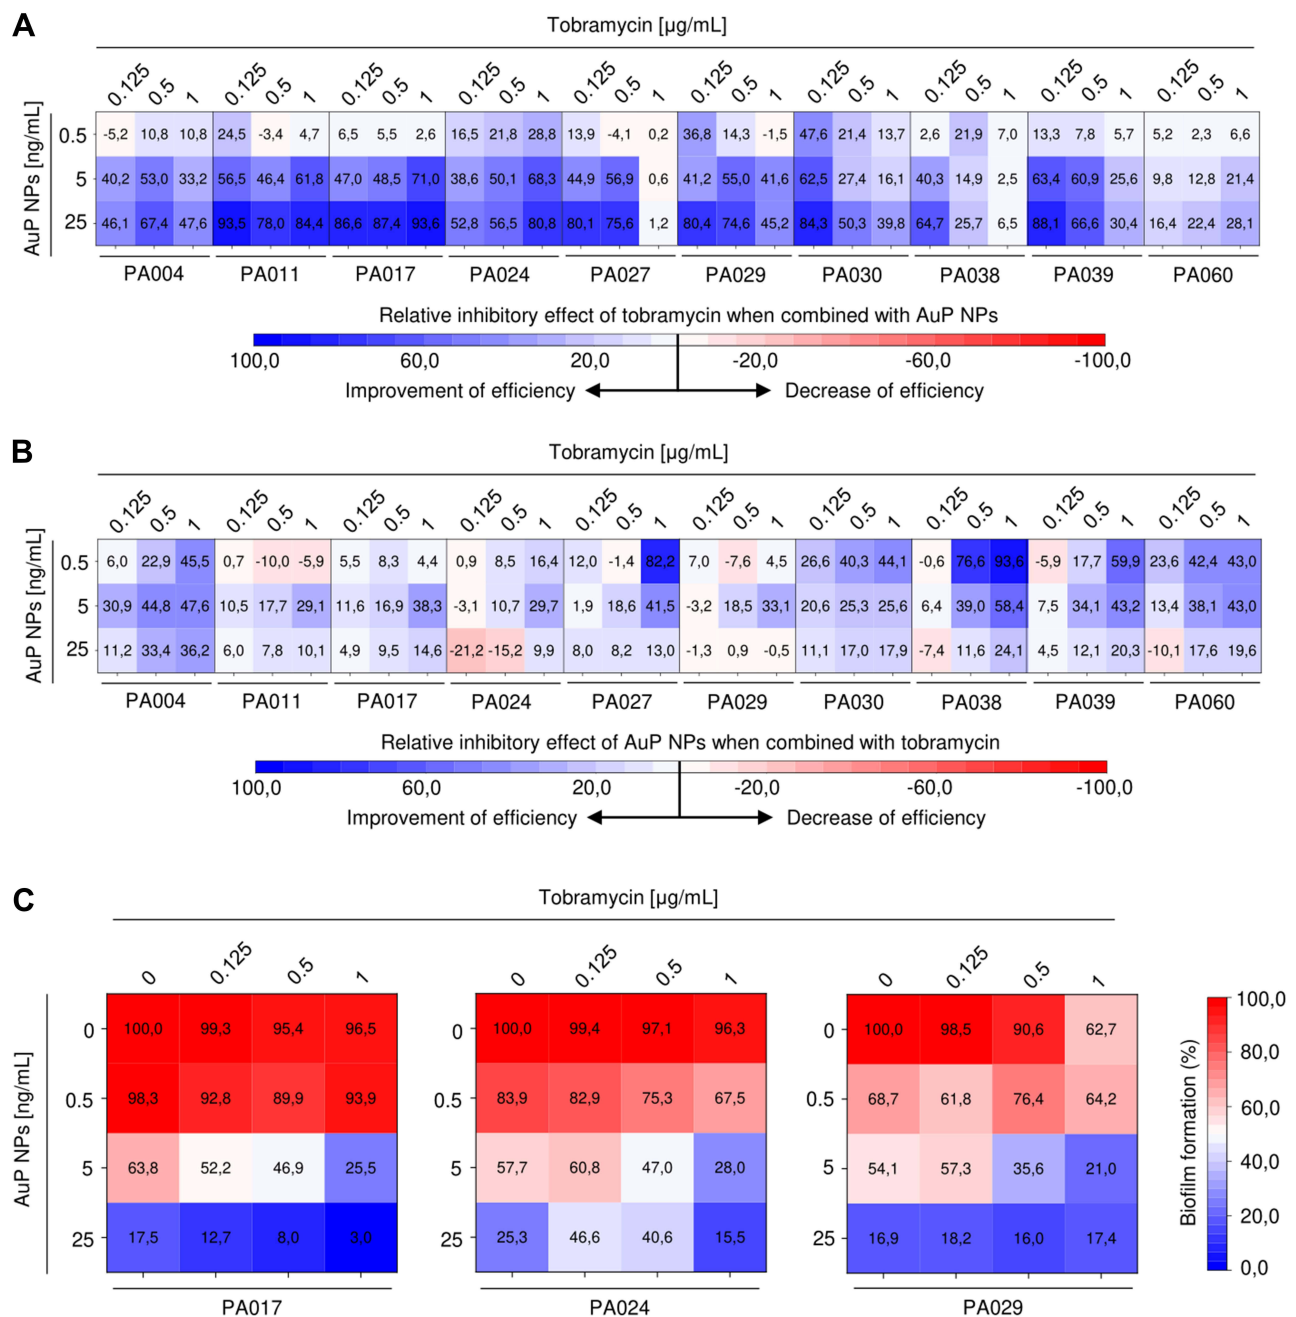 A
Tobramycin [µg/mL]
0.125 0.5 1 0.125 0.5 1 0.125 0.5 1 0.125 0.5 1 0.125 0.5 1 0.125 0.5 1 0.125 0.5 1 0.125 0.5 1 0.125 0.5 1 0.125 0.5 1
AuP NPs [ng/mL]
0.5 -5,2 10,8 10,8 24,5 -3,4 4,7 6,5 5,5 2,6 16,5 21,8 28,8 13,9 -4,1 0,2 36,8 14,3 -1,5 47,6 21,4 13,7 2,6 21,9 7,0 13,3 7,8 5,7 5,2 2,3 6,6
5 40,2 53,0 33,2 56,5 46,4 61,8 47,0 48,5 71,0 38,6 50,1 68,3 44,9 56,9 0,6 41,2 55,0 41,6 62,5 27,4 16,1 40,3 14,9 2,5 63,4 60,9 25,6 9,8 12,8 21,4
25 46,1 67,4 47,6 93,5 78,0 84,4 86,6 87,4 93,6 52,8 56,5 80,8 80,1 75,6 1,2 80,4 74,6 45,2 84,3 50,3 39,8 64,7 25,7 6,5 88,1 66,6 30,4 16,4 22,4 28,1
PA004 PA011 PA017 PA024 PA027 PA029 PA030 PA038 PA039 PA060
Relative inhibitory effect of tobramycin when combined with AuP NPs
100,0 60,0 20,0 -20,0 -60,0 -100,0
Improvement of efficiency Decrease of efficiency
B
Tobramycin [µg/mL]
0.125 0.5 1 0.125 0.5 1 0.125 0.5 1 0.125 0.5 1 0.125 0.5 1 0.125 0.5 1 0.125 0.5 1 0.125 0.5 1 0.125 0.5 1 0.125 0.5 1
AuP NPs [ng/mL]
0.5 6,0 22,9 45,5 0,7 -10,0 -5,9 5,5 8,3 4,4 0,9 8,5 16,4 12,0 -1,4 82,2 7,0 -7,6 4,5 26,6 40,3 44,1 -0,6 76,6 93,6 -5,9 17,7 59,9 23,6 42,4 43,0
5 30,9 44,8 47,6 10,5 17,7 29,1 11,6 16,9 38,3 -3,1 10,7 29,7 1,9 18,6 41,5 -3,2 18,5 33,1 20,6 25,3 25,6 6,4 39,0 58,4 7,5 34,1 43,2 13,4 38,1 43,0
25 11,2 33,4 36,2 6,0 7,8 10,1 4,9 9,5 14,6 -21,2 -15,2 9,9 8,0 8,2 13,0 -1,3 0,9 -0,5 11,1 17,0 17,9 -7,4 11,6 24,1 4,5 12,1 20,3 -10,1 17,6 19,6
PA004 PA011 PA017 PA024 PA027 PA029 PA030 PA038 PA039 PA060
Relative inhibitory effect of AuP NPs when combined with tobramycin
100,0 60,0 20,0 -20,0 -60,0 -100,0
Improvement of efficiency Decrease of efficiency
C
Tobramycin [µg/mL]
0 0.125 0.5 1 0 0.125 0.5 1 0 0.125 0.5 1
AuP NPs [ng/mL]
0 100,0 99,3 95,4 96,5 0 100,0 99,4 97,1 96,3 0 100,0 98,5 90,6 62,7
0.5 98,3 92,8 89,9 93,9 0.5 83,9 82,9 75,3 67,5 0.5 68,7 61,8 76,4 64,2
5 63,8 52,2 46,9 25,5 5 57,7 60,8 47,0 28,0 5 54,1 57,3 35,6 21,0
25 17,5 12,7 8,0 3,0 25 25,3 46,6 40,6 15,5 25 16,9 18,2 16,0 17,4
PA017 PA024 PA029
Biofilm formation (%)
100,0
80,0
60,0
40,0
20,0
0,0